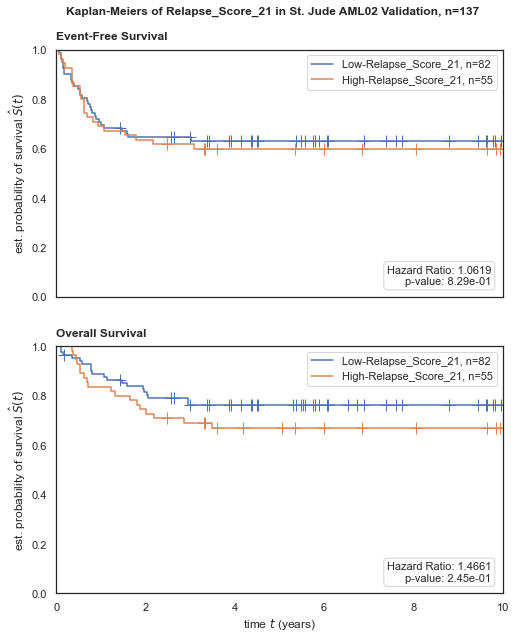 Kaplan-Meiers of Relapse_Score_21 in St. Jude AML02 Validation, n=137
Event-Free Survival
1.0
0.8
0.6
0.4
0.2
0.0
est. probability of survival Ŝ(t)
Low-Relapse_Score_21, n=82
High-Relapse_Score_21, n=55
Hazard Ratio: 1.0619
p-value: 8.29e-01
Overall Survival
1.0
0.8
0.6
0.4
0.2
0.0
est. probability of survival Ŝ(t)
Low-Relapse_Score_21, n=82
High-Relapse_Score_21, n=55
Hazard Ratio: 1.4661
p-value: 2.45e-01
0 2 4 6 8 10
time t (years)